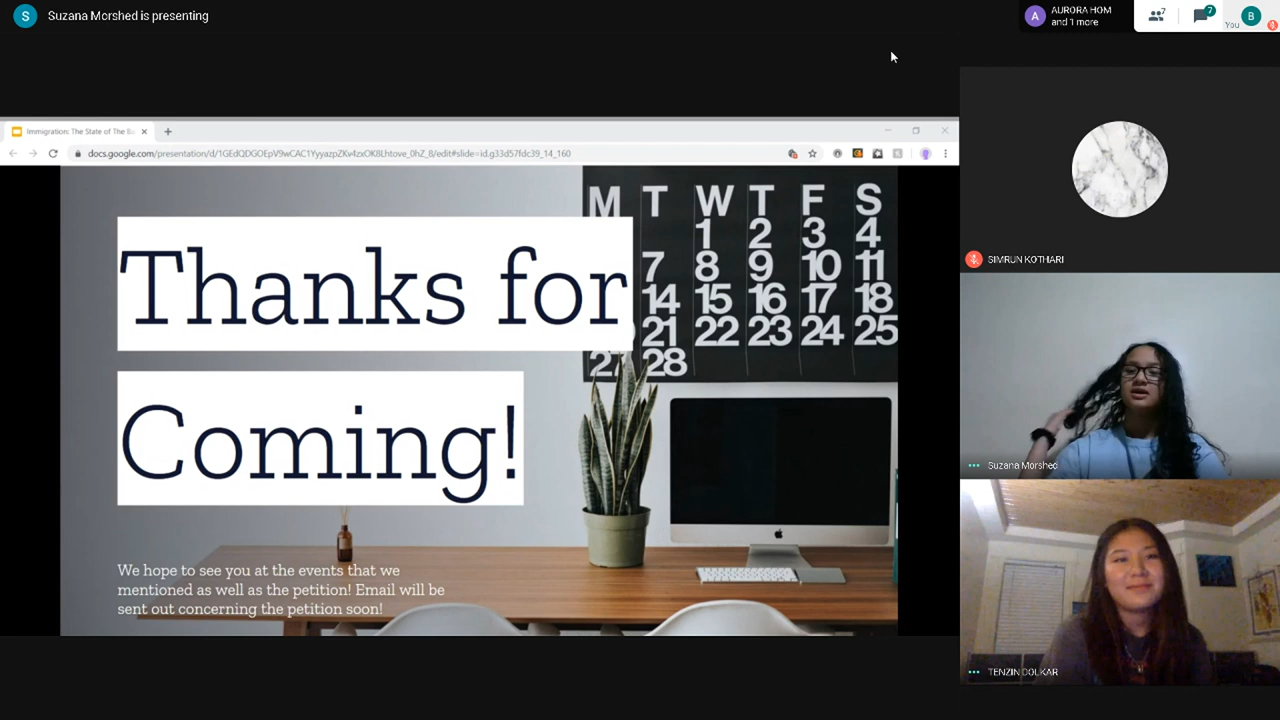 S
Suzana Morshed is presenting
A
AURORA HOM
and 1 more
7
7
You
B
Immigration: The State of The Ba
docs.google.com/presentation/d/1GEdQDGOEpV9wCAC1YyyazpZKv4zxOK8Lhtove_0hZ_8/edit#slide=id.g33d57fdc39_14_160
M T W T F S
1 2 3 4
7 8 9 10 11
14 15 16 17 18
21 22 23 24 25
27 28
Thanks for
Coming!
We hope to see you at the events that we
mentioned as well as the petition! Email will be
sent out concerning the petition soon!
SIMRUN KOTHARI
Suzana Morshed
TENZIN DOLKAR